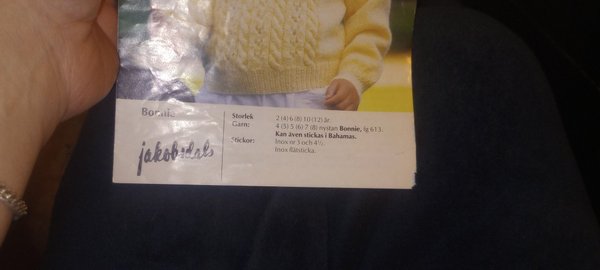 Bonnie
jakobsdals
Storlek 2 (4) 6 (8) 10 (12) år.
Garn: 4 (5) 5 (6) 7 (8) nystan Bonnie, fg 613.
Kan även stickas i Bahamas.
Stickor: Inox nr 3 och 4½
Inox flätsticka.